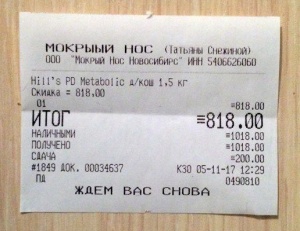 МОКРЫЙ НОС (Татьяны Снежиной)
ООО "Мокрый Нос Новосибирс" ИНН 5406626060
Hill's PD Metabolic д/кош 1,5 кг
Скидка = 818.00
01 =818.00
ИТОГ =818.00
НАЛИЧНЫМИ =1018.00
ПОЛУЧЕНО =1018.00
СДАЧА =200.00
#1849 ДОК. 00034637 К30 05-11-17 12:29
ПД 0490810
ЖДЕМ ВАС СНОВА